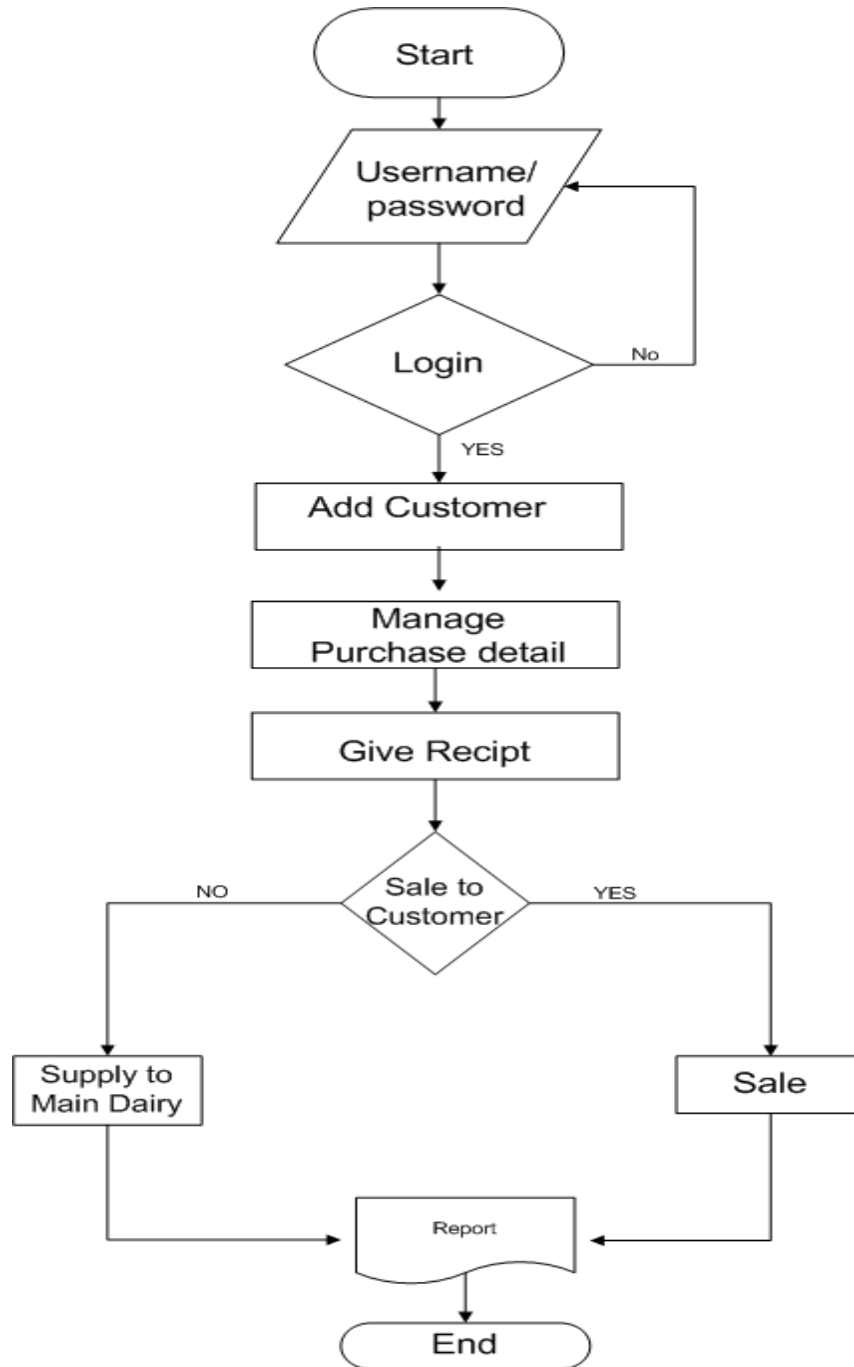 Start
Username/
password
Login
No
YES
Add Customer
Manage
Purchase detail
Give Recipt
Sale to
Customer
NO
YES
Supply to
Main Dairy
Sale
Report
End